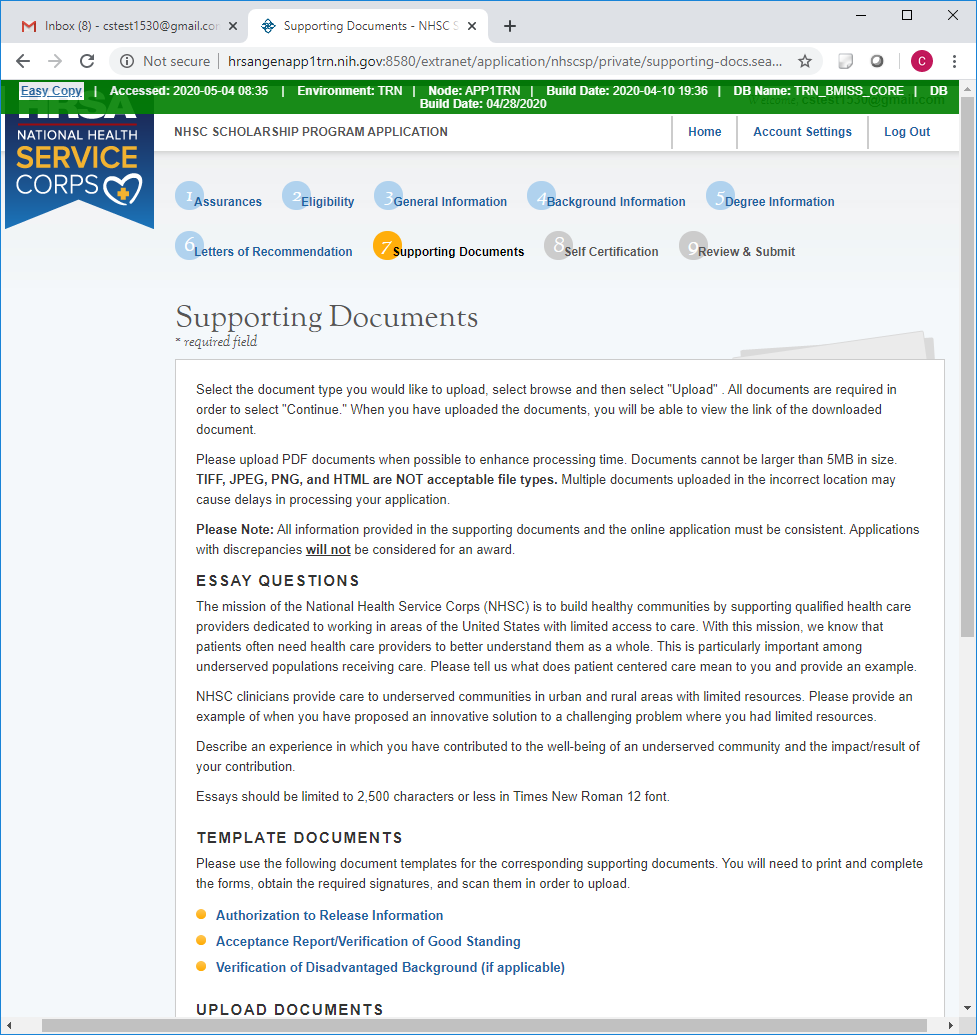 Inbox (8) - cstest1530@gmail.com
Supporting Documents - NHSC S
Not secure | hrsangenapp1trn.nih.gov:8580/extranet/application/nhscsp/private/supporting-docs.sea...
C
Easy Copy | Accessed: 2020-05-04 08:35 | Environment: TRN | Node: APP1TRN | Build Date: 2020-04-10 19:36 | DB Name: TRN_BMISS_CORE | DB
Build Date: 04/28/2020
Welcome, cstest1530@gmail.com
HRSA
NATIONAL HEALTH
SERVICE
CORPS
NHSC SCHOLARSHIP PROGRAM APPLICATION
Home
Account Settings
Log Out
1 Assurances
2 Eligibility
3 General Information
4 Background Information
5 Degree Information
6 Letters of Recommendation
7 Supporting Documents
8 Self Certification
9 Review & Submit
Supporting Documents
* required field
Select the document type you would like to upload, select browse and then select "Upload" . All documents are required in
order to select "Continue." When you have uploaded the documents, you will be able to view the link of the downloaded
document.
Please upload PDF documents when possible to enhance processing time. Documents cannot be larger than 5MB in size.
TIFF, JPEG, PNG, and HTML are NOT acceptable file types. Multiple documents uploaded in the incorrect location may
cause delays in processing your application.
Please Note: All information provided in the supporting documents and the online application must be consistent. Applications
with discrepancies will not be considered for an award.
ESSAY QUESTIONS
The mission of the National Health Service Corps (NHSC) is to build healthy communities by supporting qualified health care
providers dedicated to working in areas of the United States with limited access to care. With this mission, we know that
patients often need health care providers to better understand them as a whole. This is particularly important among
underserved populations receiving care. Please tell us what does patient centered care mean to you and provide an example.
NHSC clinicians provide care to underserved communities in urban and rural areas with limited resources. Please provide an
example of when you have proposed an innovative solution to a challenging problem where you had limited resources.
Describe an experience in which you have contributed to the well-being of an underserved community and the impact/result of
your contribution.
Essays should be limited to 2,500 characters or less in Times New Roman 12 font.
TEMPLATE DOCUMENTS
Please use the following document templates for the corresponding supporting documents. You will need to print and complete
the forms, obtain the required signatures, and scan them in order to upload.
Authorization to Release Information
Acceptance Report/Verification of Good Standing
Verification of Disadvantaged Background (if applicable)
UPLOAD DOCUMENTS